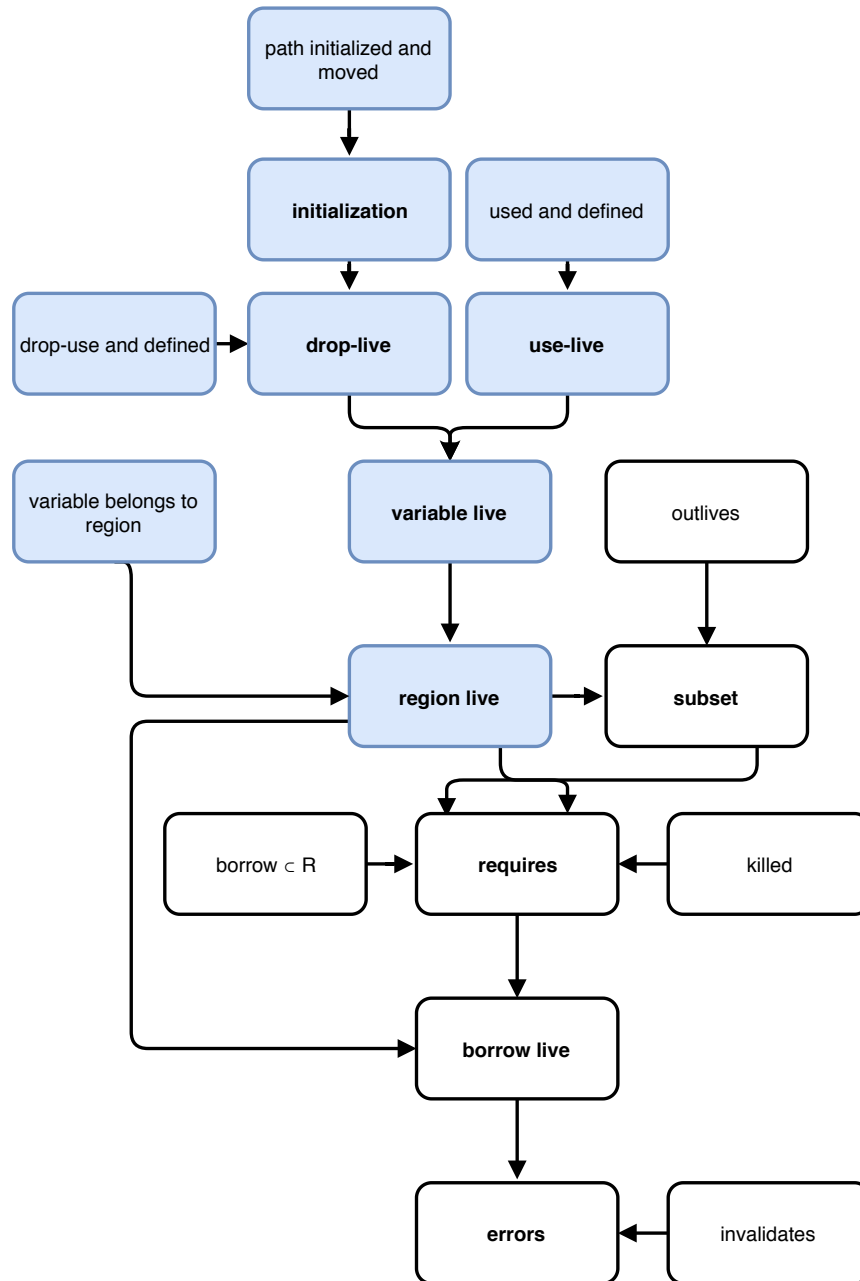 path initialized and
moved
initialization
used and defined
drop-use and defined
drop-live
use-live
variable belongs to
region
variable live
outlives
region live
subset
borrow ⊂ R
requires
killed
borrow live
errors
invalidates